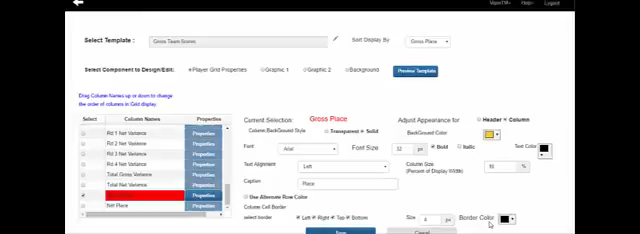 ViperTM Help Logout
Select Template: Gross Team Scores Sort Display By Gross Place
Select Component to Design/Edit: Player Grid Properties Graphic 1 Graphic 2 Background Preview Template
Drag Column Names up or down to change
the order of columns in Grid display
Select Column Names Properties
Rd 1 Net Variance Properties
Rd 2 Net Variance Properties
Rd 3 Net Variance Properties
Rd 4 Net Variance Properties
Total Gross Variance Properties
Total Net Variance Properties
Properties
Net Place Properties
Current Selection: Gross Place Adjust Appearance for Header Column
Column BackGround Style Transparent Solid BackGround Color
Font Arial Font Size 32 px Bold Italic Text Color
Text Alignment Left Column Size
(Percent of Display Width) 16 %
Caption Place
Use Alternate Row Color
Column Cell Border
select border Left Right Top Bottom Size 4 px Border Color
Save Cancel